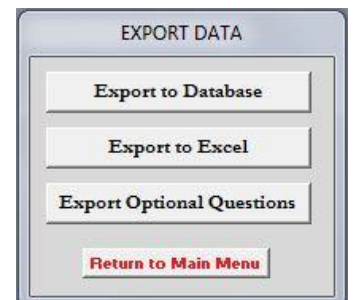 EXPORT DATA
Export to Database
Export to Excel
Export Optional Questions
Return to Main Menu